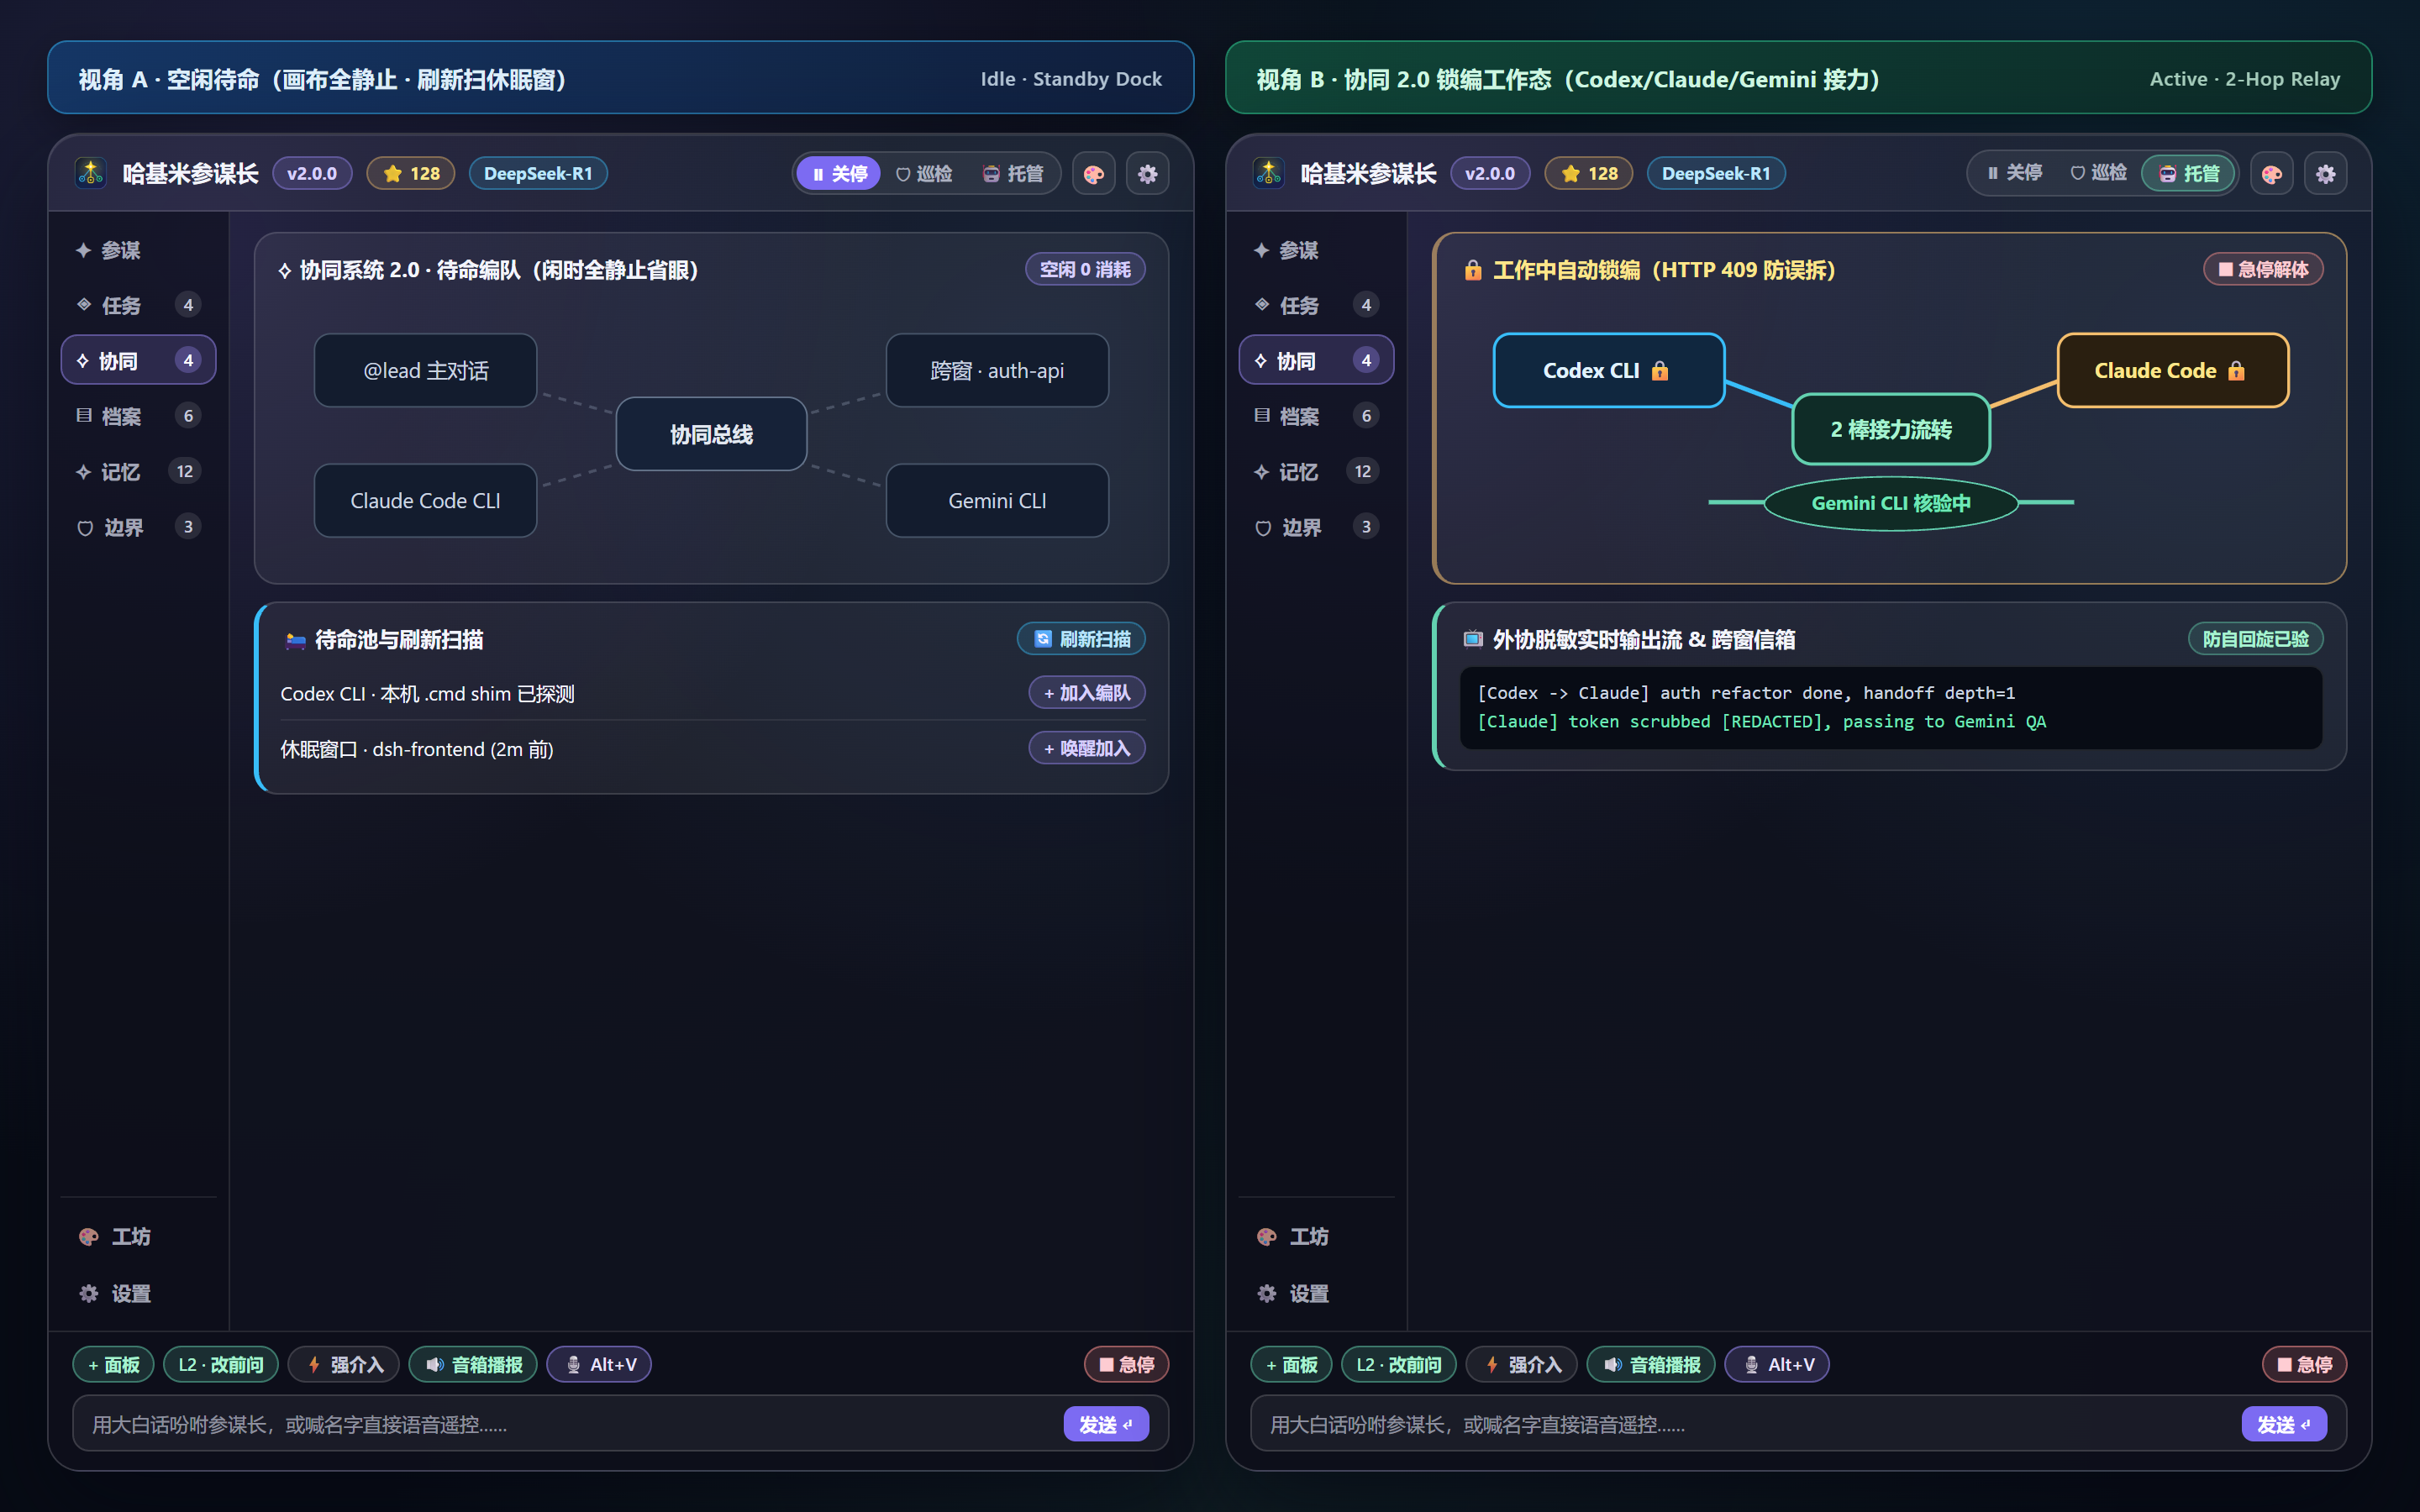 视角 A · 空闲待命（画布全静止 · 刷新扫休眠窗）
Idle · Standby Dock
哈基米参谋长
v2.0.0
⭐ 128
DeepSeek-R1
⏸ 关停
🛡 巡检
🤖 托管
✦ 参谋
任务 4
协同 4
档案 6
记忆 12
边界 3
协同系统 2.0 · 待命编队（闲时全静止省眼）
空闲 0 消耗
@lead 主对话
跨窗 · auth-api
协同总线
Claude Code CLI
Gemini CLI
待命池与刷新扫描
刷新扫描
Codex CLI · 本机 .cmd shim 已探测
+ 加入编队
休眠窗口 · dsh-frontend (2m 前)
+ 唤醒加入
工坊
设置
+ 面板
L2 · 改前问
强介入
音箱播报
Alt+V
急停
用大白话吩咐参谋长，或喊名字直接语音遥控……
发送 ↵
视角 B · 协同 2.0 锁编工作态（Codex/Claude/Gemini 接力）
Active · 2-Hop Relay
哈基米参谋长
v2.0.0
⭐ 128
DeepSeek-R1
⏸ 关停
🛡 巡检
🤖 托管
✦ 参谋
任务 4
协同 4
档案 6
记忆 12
边界 3
工作中自动锁编（HTTP 409 防误拆）
急停解体
Codex CLI 🔒
Claude Code 🔒
2 棒接力流转
Gemini CLI 核验中
外协脱敏实时输出流 & 跨窗信箱
防自回旋已验
[Codex -> Claude] auth refactor done, handoff depth=1
[Claude] token scrubbed [REDACTED], passing to Gemini QA
工坊
设置
+ 面板
L2 · 改前问
强介入
音箱播报
Alt+V
急停
用大白话吩咐参谋长，或喊名字直接语音遥控……
发送 ↵